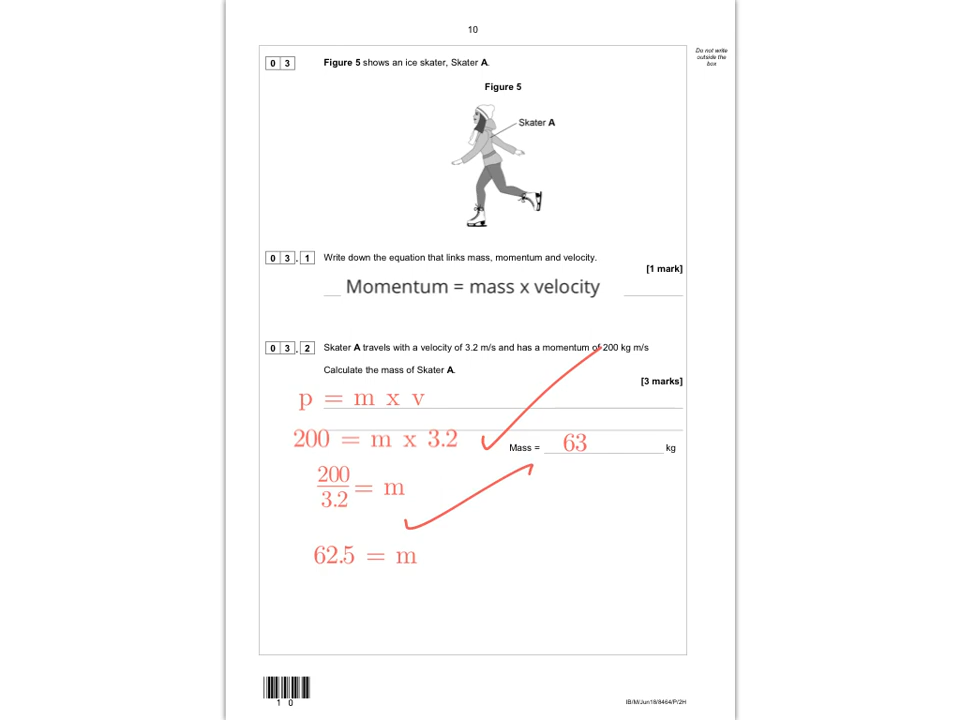 10
Do not write
outside the
box
0 3 Figure 5 shows an ice skater, Skater A.
Figure 5
Skater A
0 3 . 1 Write down the equation that links mass, momentum and velocity.
[1 mark]
Momentum = mass x velocity
0 3 . 2 Skater A travels with a velocity of 3.2 m/s and has a momentum of 200 kg m/s
Calculate the mass of Skater A.
[3 marks]
p = m x v
200 = m x 3.2
Mass = 63 kg
200/3.2 = m
62.5 = m
1 0
IB/M/Jun18/8464/P/2H